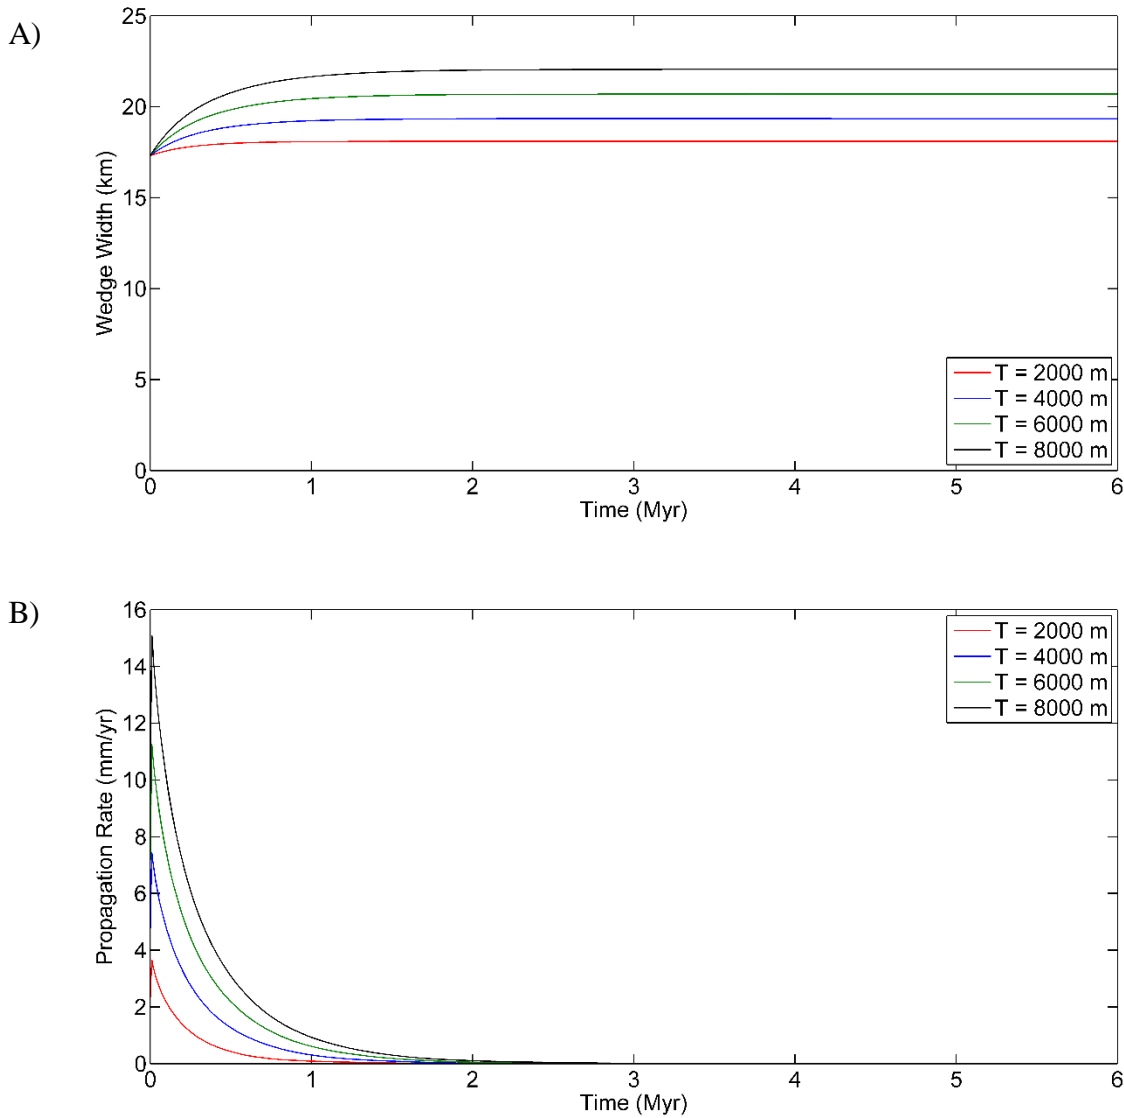 A)
25
20
15
10
5
0
Wedge Width (km)
T = 2000 m
T = 4000 m
T = 6000 m
T = 8000 m
0 1 2 3 4 5 6
Time (Myr)
B)
16
14
12
10
8
6
4
2
0
Propagation Rate (mm/yr)
T = 2000 m
T = 4000 m
T = 6000 m
T = 8000 m
0 1 2 3 4 5 6
Time (Myr)